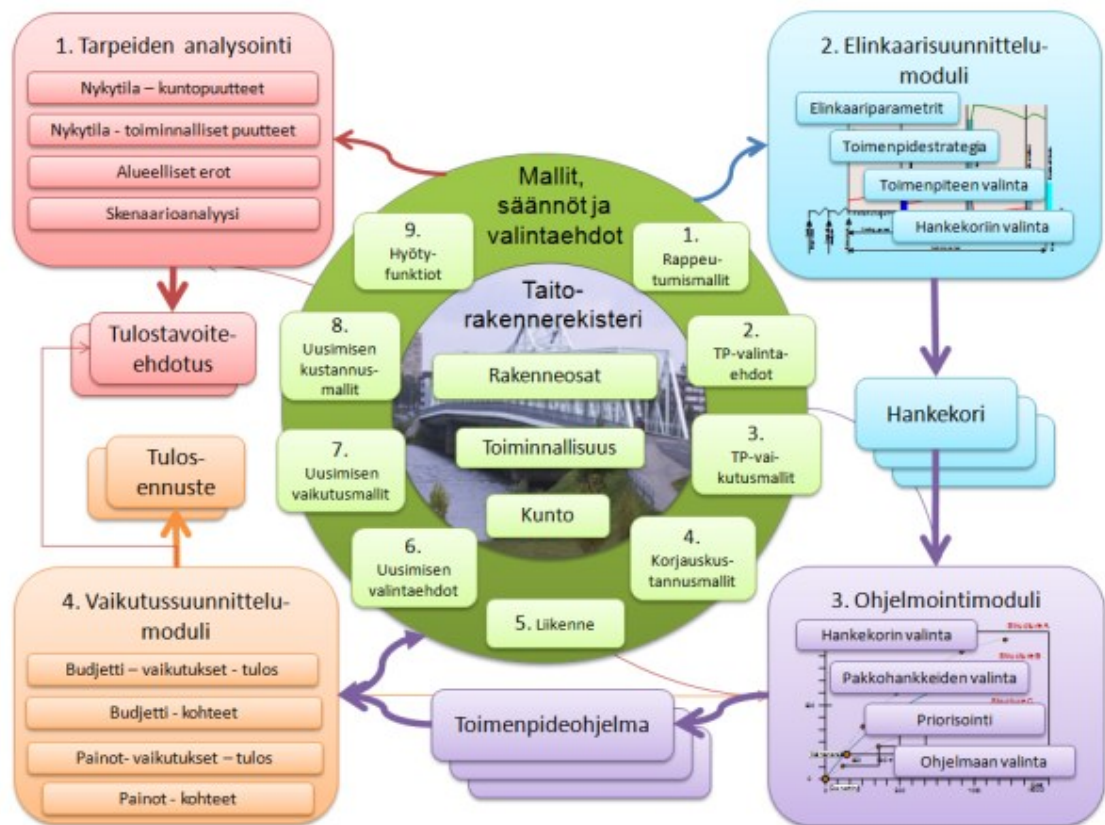 1. Tarpeiden analysointi
Nykytila – kuntopuutteet
Nykytila - toiminnalliset puutteet
Alueelliset erot
Skenaarioanalyysi
2. Elinkaarisuunnittelu-
moduli
Elinkaariparametrit
Toimenpidestrategia
Toimenpiteen valinta
Hankekoriin valinta
Mallit,
säännöt ja
valintaehdot
9.
Hyöty-
funktiot
1.
Rappeu-
tumismallit
Taito-
rakennerekisteri
8.
Uusimisen
kustannus-
mallit
2.
TP-valinta-
ehdot
Rakenneosat
Tulostavoite-
ehdotus
Hankekori
7.
Uusimisen
vaikutusmallit
Toiminnallisuus
3.
TP-vai-
kutusmallit
Tulos-
ennuste
Kunto
6.
Uusimisen
valintaehdot
4.
Korjauskus-
tannusmallit
5. Liikenne
4. Vaikutussuunnittelu-
moduli
Budjetti – vaikutukset - tulos
Budjetti - kohteet
Painot- vaikutukset – tulos
Painot - kohteet
Toimenpideohjelma
3. Ohjelmointimoduli
Hankekorin valinta
Pakkohankkeiden valinta
Priorisointi
Ohjelmaan valinta